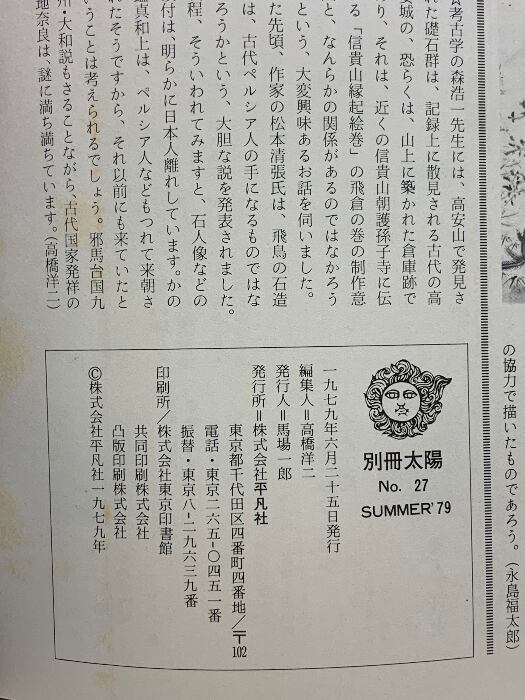 の協力で描いたものであろう。(永島福太郎)
☆考古学の森浩一先生には、高安山で発見さ
れた礎石群は、記録上に散見される古代の高
城の、恐らくは、山上に築かれた倉庫跡で
り、それは、近くの信貴山朝護孫子寺に伝
る「信貴山縁起絵巻」の飛倉の巻の制作意
と、なんらかの関係があるのではなかろう
という、大変興味あるお話を伺いました。
た先頃、作家の松本清張氏は、飛鳥の石造
は、古代ペルシア人の手になるものではな
ろうかという、大胆な説を発表されました。
程、そういわれてみますと、石人像などの
付は、明らかに日本人離れしています。かの
鑑真和上は、ペルシア人などもつれて来朝さ
れたそうですから、それ以前にも来ていたと
いうことは考えられるでしょう。邪馬台国九
州・大和説もさることながら、古代国家発祥の
地奈良は、謎に満ち満ちています。(高橋洋二)
別冊太陽
No. 27
SUMMER'79
一九七九年六月二十五日発行
編集人=高橋洋二
発行人=馬場一郎
発行所=株式会社平凡社
東京都千代田区四番町四番地/〒102
電話・東京二六五-〇四五一番
振替・東京八-二九六三九番
印刷所/株式会社東京印書館
共同印刷株式会社
凸版印刷株式会社
©株式会社平凡社一九七九年